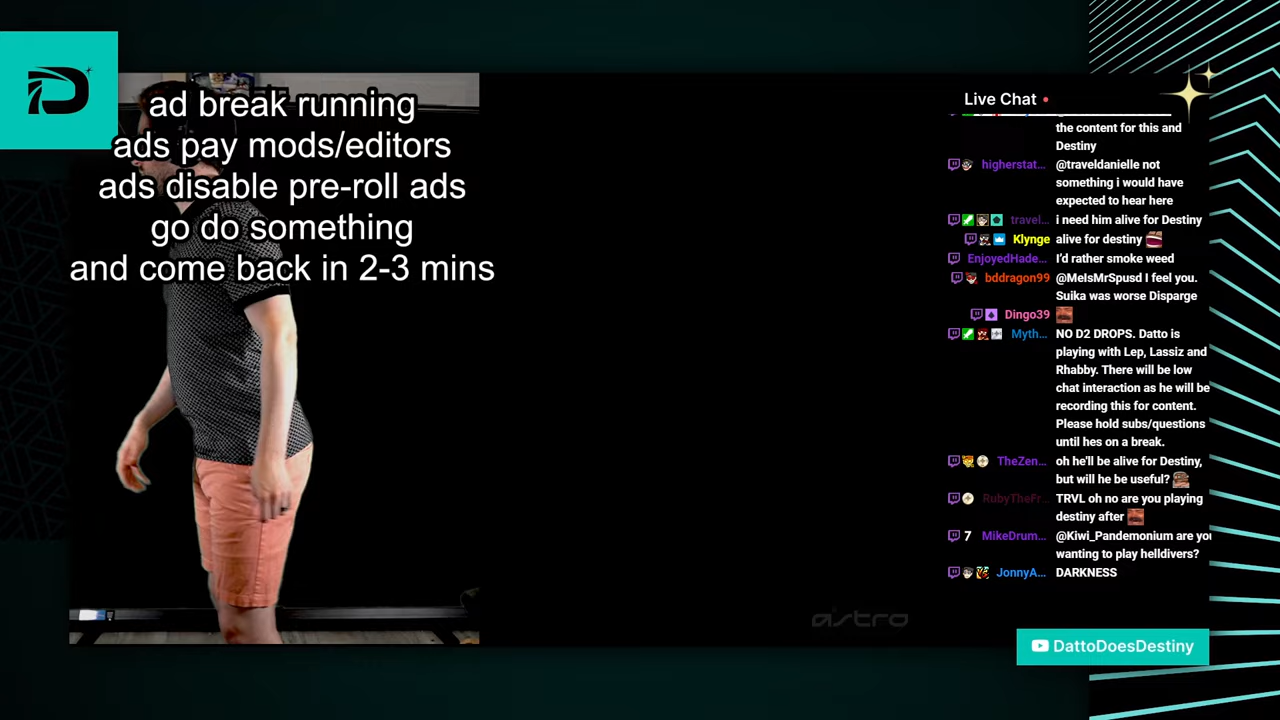 ad break running
ads pay mods/editors
ads disable pre-roll ads
go do something
and come back in 2-3 mins
Live Chat
the content for this and
Destiny
higherstat... @traveldanielle not
something i would have
expected to hear here
travel... i need him alive for Destiny
Klynge alive for destiny
EnjoyedHade... I'd rather smoke weed
bddragon99 @MeIsMrSpusd I feel you.
Suika was worse Disparge
Dingo39
Myth... NO D2 DROPS. Datto is
playing with Lep, Lassiz and
Rhabby. There will be low
chat interaction as he will be
recording this for content.
Please hold subs/questions
until hes on a break.
TheZen... oh he'll be alive for Destiny,
but will he be useful?
RubyTheFr... TRVL oh no are you playing
destiny after
7 MikeDrum... @Kiwi_Pandemonium are you
wanting to play helldivers?
JonnyA... DARKNESS
astro
DattoDoesDestiny